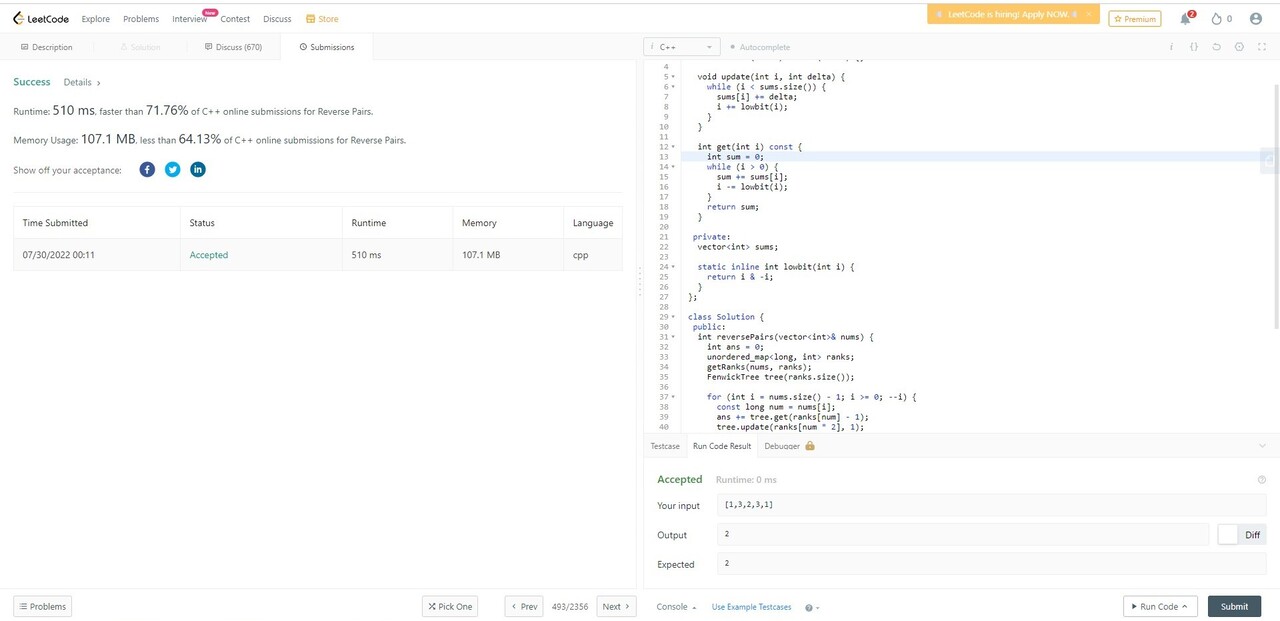 LeetCode Explore Problems Interview New Contest Discuss Store LeetCode is hiring! Apply NOW. Premium 2 0
Description Solution Discuss (670) Submissions
Success Details >
Runtime: 510 ms, faster than 71.76% of C++ online submissions for Reverse Pairs.
Memory Usage: 107.1 MB, less than 64.13% of C++ online submissions for Reverse Pairs.
Show off your acceptance:
Time Submitted Status Runtime Memory Language
07/30/2022 00:11 Accepted 510 ms 107.1 MB cpp
i C++ Autocomplete
4
5 void update(int i, int delta) {
6 while (i < sums.size()) {
7 sums[i] += delta;
8 i += lowbit(i);
9 }
10 }
11
12 int get(int i) const {
13 int sum = 0;
14 while (i > 0) {
15 sum += sums[i];
16 i -= lowbit(i);
17 }
18 return sum;
19 }
20
21 private:
22 vector<int> sums;
23
24 static inline int lowbit(int i) {
25 return i & -i;
26 }
27 };
28
29 class Solution {
30 public:
31 int reversePairs(vector<int>& nums) {
32 int ans = 0;
33 unordered_map<long, int> ranks;
34 getRanks(nums, ranks);
35 FenwickTree tree(ranks.size());
36
37 for (int i = nums.size() - 1; i >= 0; --i) {
38 const long num = nums[i];
39 ans += tree.get(ranks[num] - 1);
40 tree.update(ranks[num * 2], 1);
Testcase Run Code Result Debugger
Accepted Runtime: 0 ms
Your input [1,3,2,3,1]
Output 2 Diff
Expected 2
Problems Pick One < Prev 493/2356 Next > Console Use Example Testcases Run Code Submit